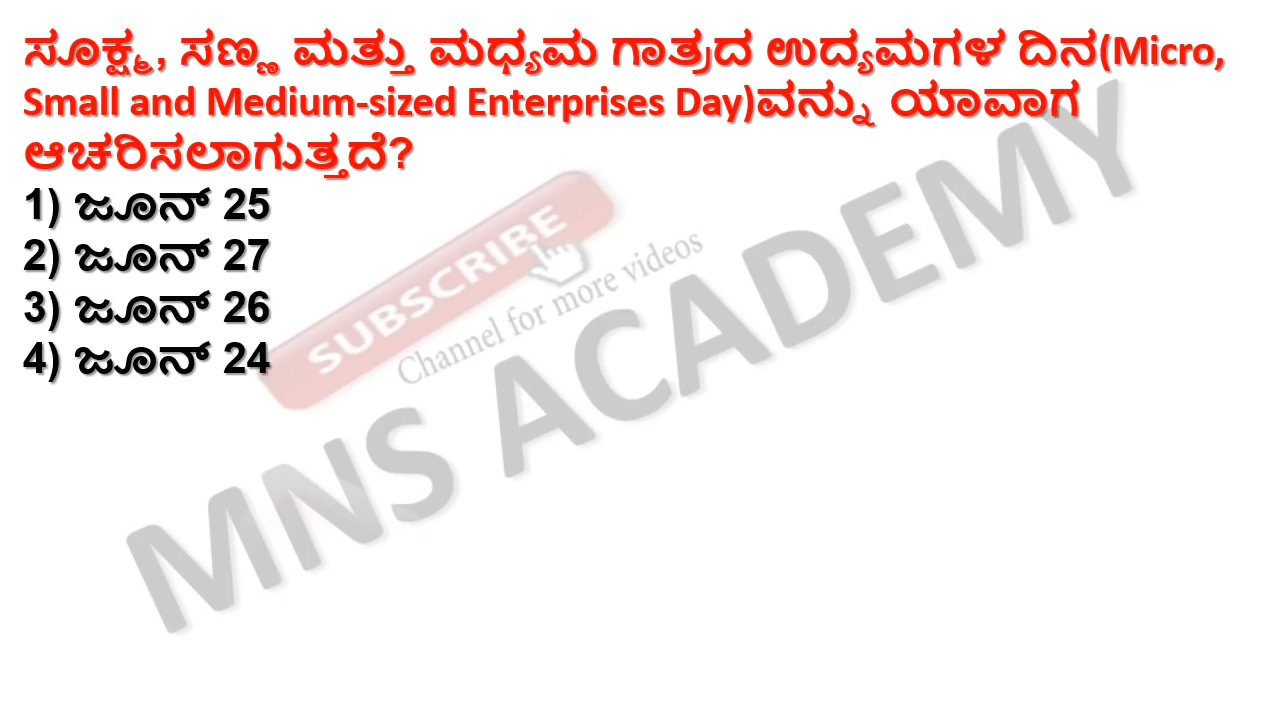 ಸೂಕ್ಷ್ಮ, ಸಣ್ಣ ಮತ್ತು ಮಧ್ಯಮ ಗಾತ್ರದ ಉದ್ಯಮಗಳ ದಿನ(Micro,
Small and Medium-sized Enterprises Day)ವನ್ನು ಯಾವಾಗ
ಆಚರಿಸಲಾಗುತ್ತದೆ?
1) ಜೂನ್ 25
2) ಜೂನ್ 27
3) ಜೂನ್ 26
4) ಜೂನ್ 24
SUBSCRIBE
Channel for more videos
MNS ACADEMY